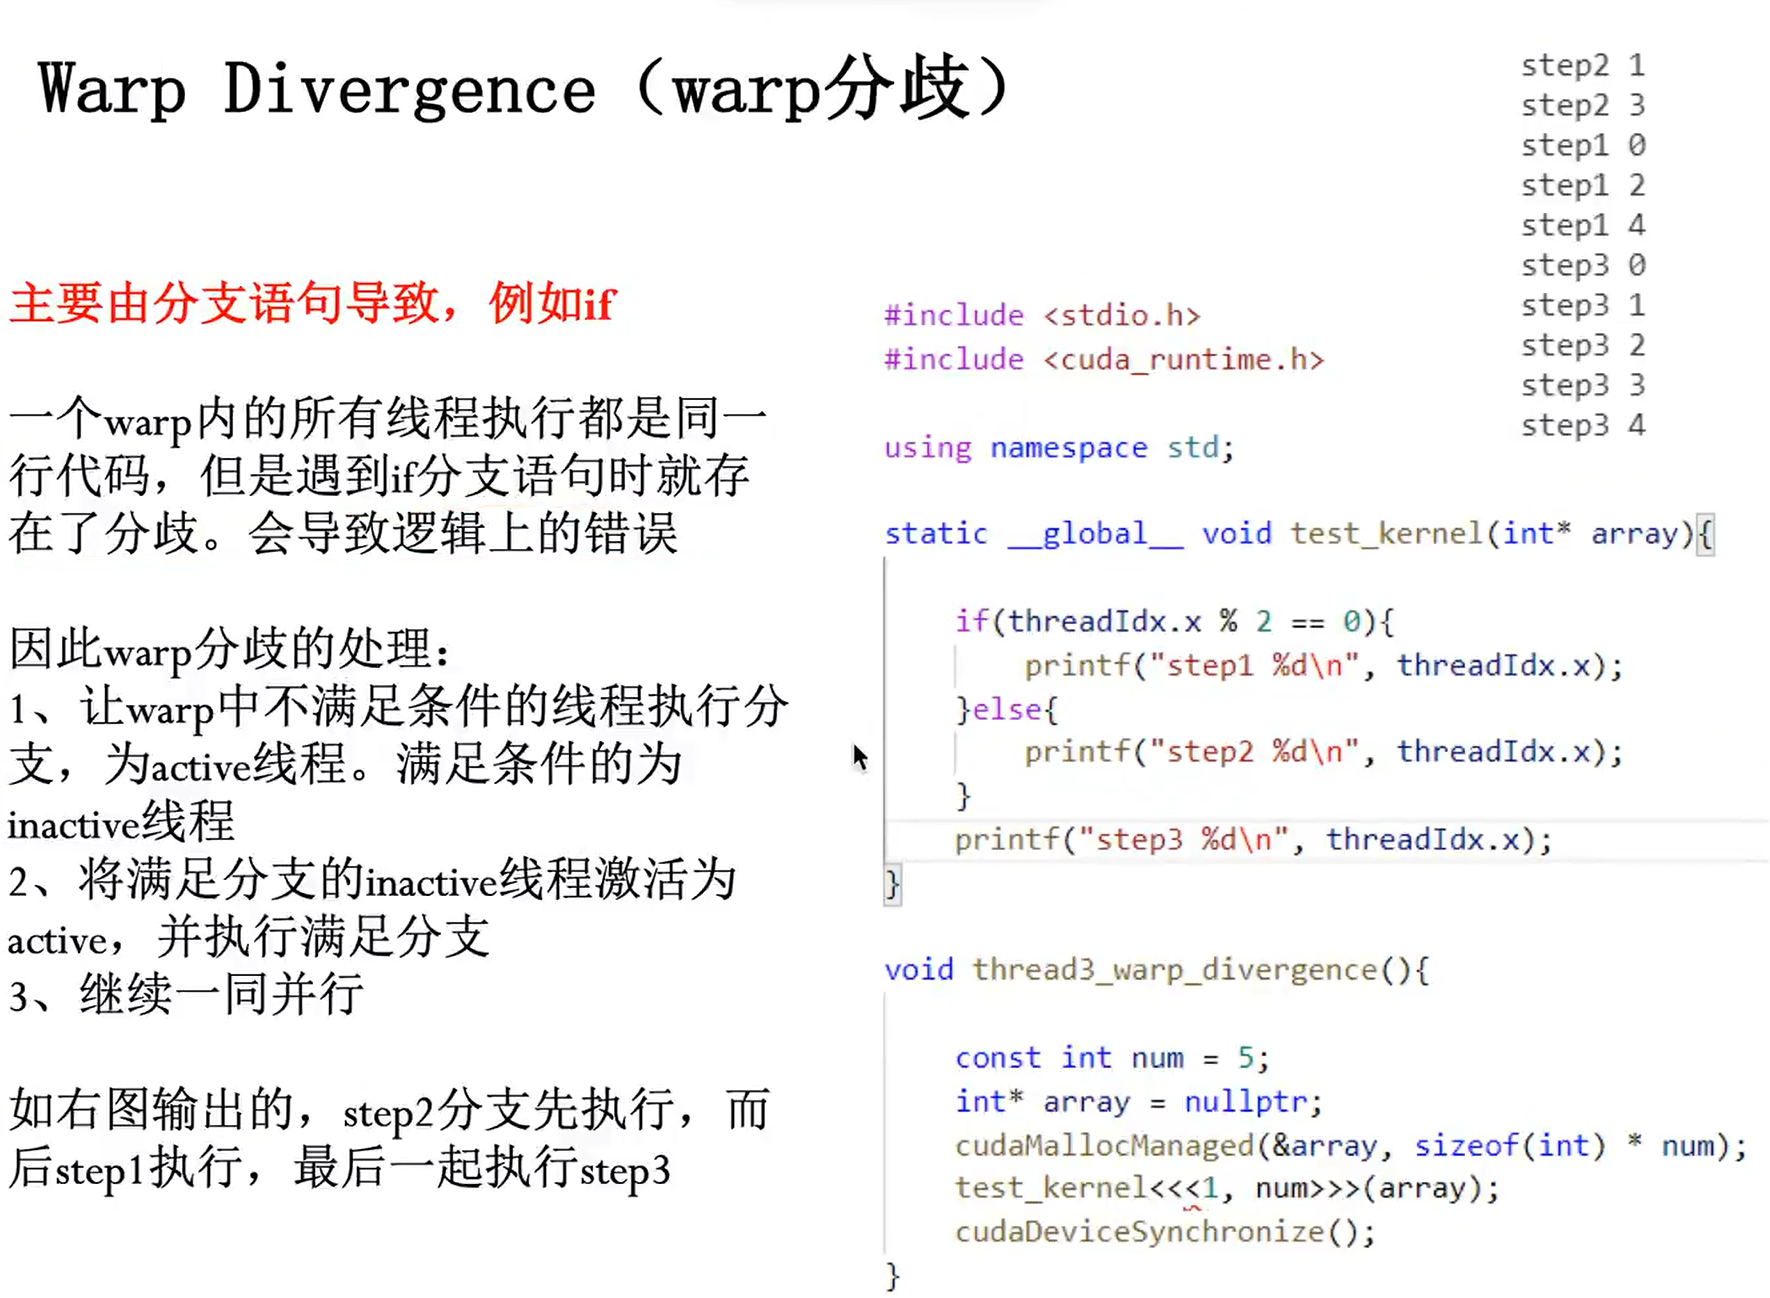 Warp Divergence（warp分歧）
主要由分支语句导致，例如if
一个warp内的所有线程执行都是同一
行代码，但是遇到if分支语句时就存
在了分歧。会导致逻辑上的错误
因此warp分歧的处理：
1、让warp中不满足条件的线程执行分
支，为active线程。满足条件的为
inactive线程
2、将满足分支的inactive线程激活为
active，并执行满足分支
3、继续一同并行
如右图输出的，step2分支先执行，而
后step1执行，最后一起执行step3
step2 1
step2 3
step1 0
step1 2
step1 4
step3 0
step3 1
step3 2
step3 3
step3 4
#include <stdio.h>
#include <cuda_runtime.h>
using namespace std;
static __global__ void test_kernel(int* array){
if(threadIdx.x % 2 == 0){
printf("step1 %d\n", threadIdx.x);
}else{
printf("step2 %d\n", threadIdx.x);
}
printf("step3 %d\n", threadIdx.x);
}
void thread3_warp_divergence(){
const int num = 5;
int* array = nullptr;
cudaMallocManaged(&array, sizeof(int) * num);
test_kernel<<<1, num>>>(array);
cudaDeviceSynchronize();
}